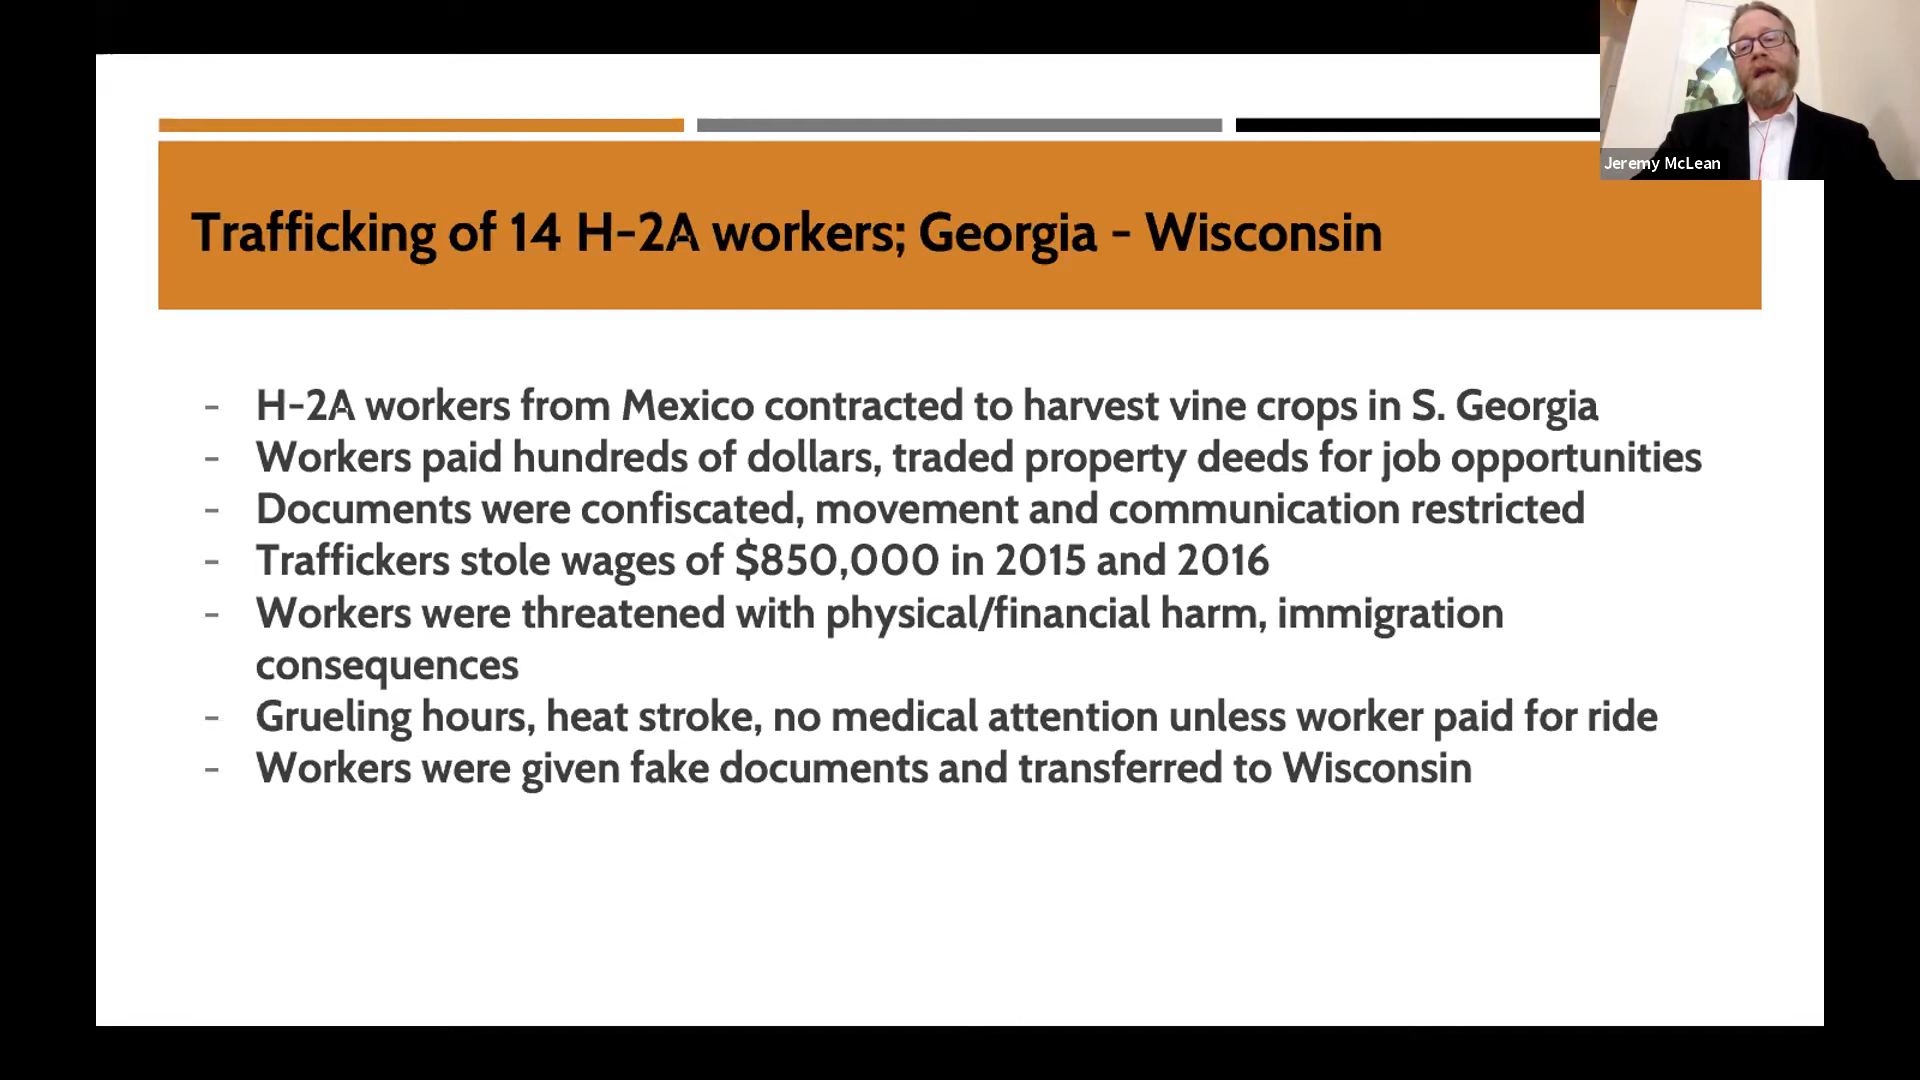 Jeremy McLean
Trafficking of 14 H-2A workers; Georgia - Wisconsin
- H-2A workers from Mexico contracted to harvest vine crops in S. Georgia
- Workers paid hundreds of dollars, traded property deeds for job opportunities
- Documents were confiscated, movement and communication restricted
- Traffickers stole wages of $850,000 in 2015 and 2016
- Workers were threatened with physical/financial harm, immigration
consequences
- Grueling hours, heat stroke, no medical attention unless worker paid for ride
- Workers were given fake documents and transferred to Wisconsin